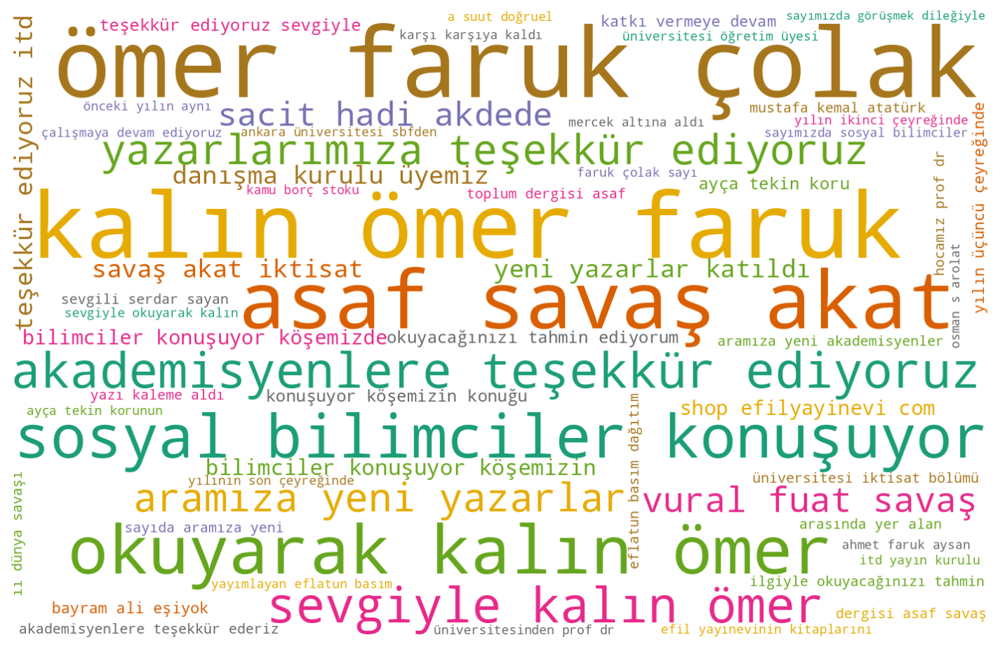 a suut doğruel
sayımızda görüşmek dileğiyle
teşekkür ediyoruz sevgiyle
katkı vermeye devam
karşı karşıya kaldı
üniversitesi öğretim üyesi
ömer faruk çolak
teşekkür ediyoruz itd
önceki yılın aynı
sacit hadi akdede
mustafa kemal atatürk
mercek altına aldı
yılın ikinci çeyreğinde
çalışmaya devam ediyoruz
ankara üniversitesi sbfden
sayımızda sosyal bilimciler
yılın üçüncü çeyreğinde
yazarlarımıza teşekkür ediyoruz
danışma kurulu üyemiz
faruk çolak sayı
hocamız prof dr
kamu borç stoku
toplum dergisi asaf
ayça tekin koru
kalın ömer faruk
savaş akat iktisat
yeni yazarlar katıldı
osman s arolat
asaf savaş akat
sevgili serdar sayan
sevgiyle okuyarak kalın
bilimciler konuşuyor köşemizde
okuyacağınızı tahmin ediyorum
aramıza yeni akademisyenler
akademisyenlere teşekkür ediyoruz
yazı kaleme aldı
konuşuyor köşemizin konuğu
ayça tekin korunun
shop efilyayinevi com
eflatun basım dağıtım
sosyal bilimciler konuşuyor
bilimciler konuşuyor köşemizin
yılının son çeyreğinde
üniversitesi iktisat bölümü
ıı dünya savaşı
aramıza yeni yazarlar
vural fuat savaş
sayıda aramıza yeni
arasında yer alan
okuyarak kalın ömer
ahmet faruk aysan
itd yayın kurulu
yayımlayan eflatun basım
ilgiyle okuyacağınızı tahmin
sevgiyle kalın ömer
bayram ali eşiyok
dergisi asaf savaş
akademisyenlere teşekkür ederiz
üniversitesinden prof dr
efil yayınevinin kitaplarını